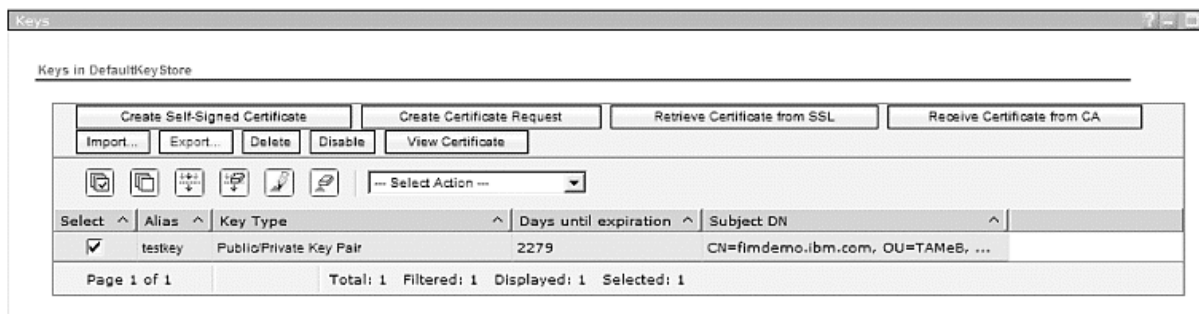 Keys
Keys in DefaultKeyStore
Create Self-Signed Certificate Create Certificate Request Retrieve Certificate from SSL Receive Certificate from CA
Import... Export... Delete Disable View Certificate
--- Select Action ---
Select Alias Key Type Days until expiration Subject DN
testkey Public/Private Key Pair 2279 CN=fimdemo.ibm.com, OU=TAMeB, ...
Page 1 of 1 Total: 1 Filtered: 1 Displayed: 1 Selected: 1